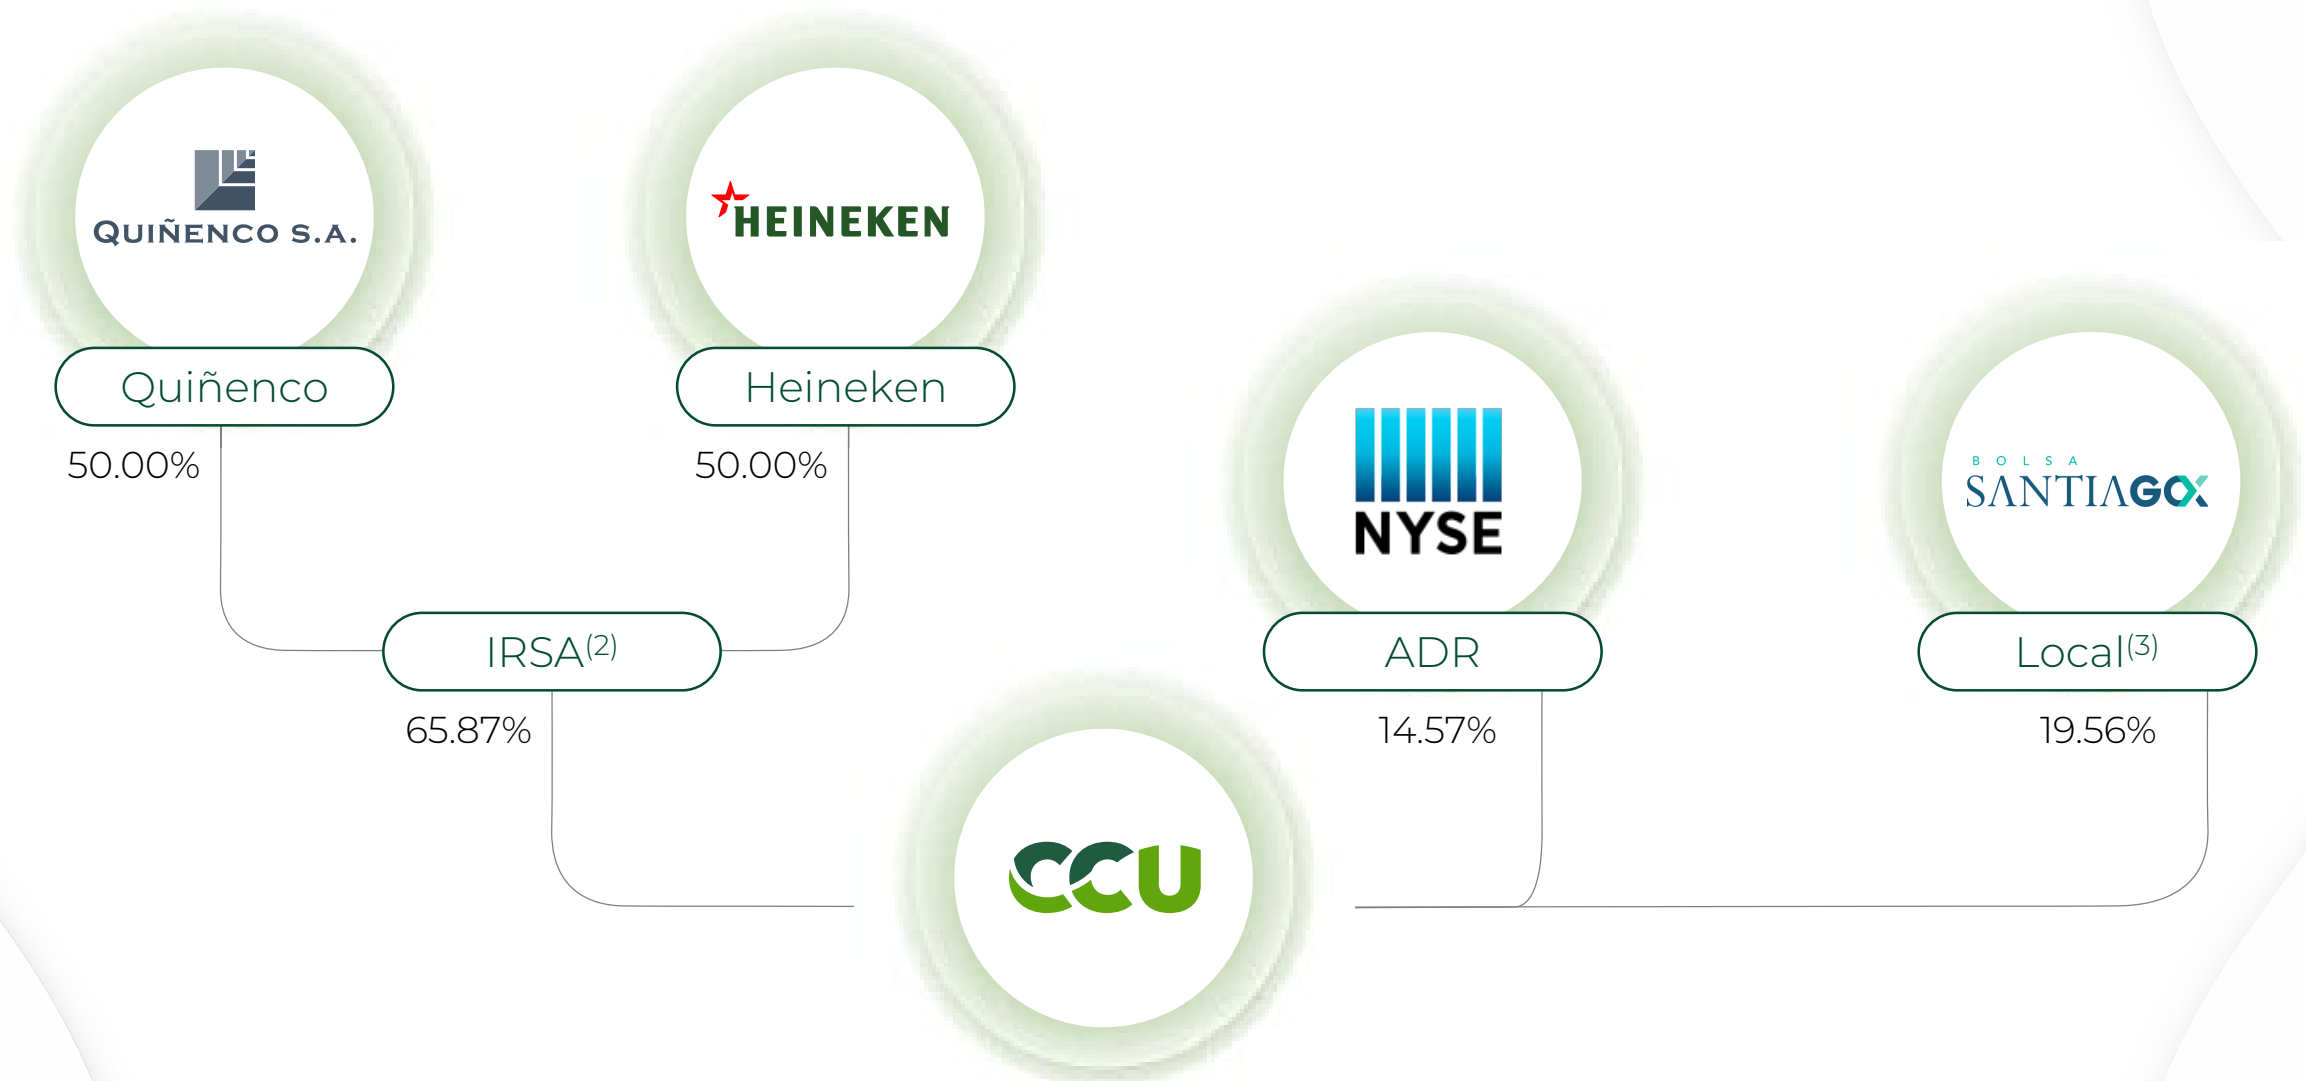 QUIÑENCO S.A.
HEINEKEN
Quiñenco
Heineken
50.00%
50.00%
NYSE
BOLSA
SANTIAGO
IRSA(2)
ADR
Local(3)
65.87%
14.57%
19.56%
CCU